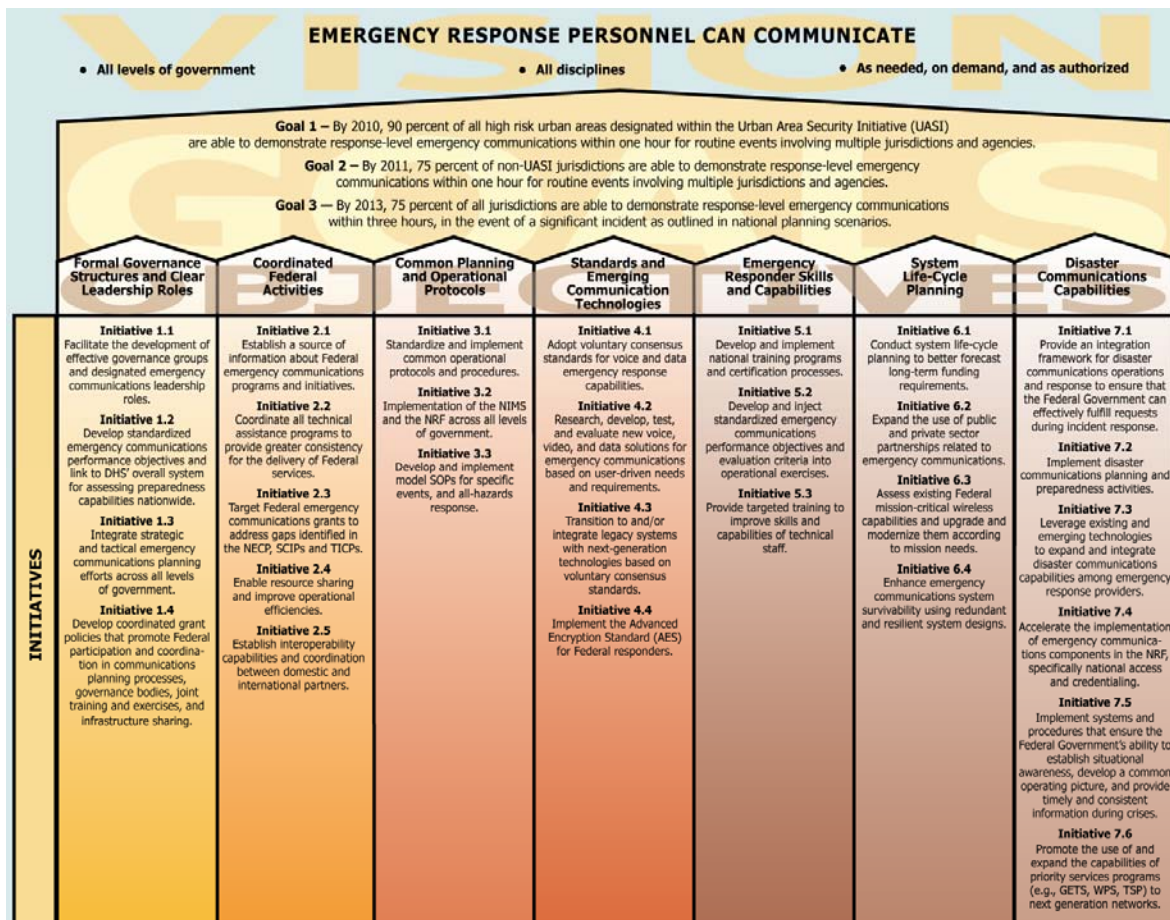 VISION
EMERGENCY RESPONSE PERSONNEL CAN COMMUNICATE
• All levels of government
• All disciplines
• As needed, on demand, and as authorized
GOALS
Goal 1 – By 2010, 90 percent of all high risk urban areas designated within the Urban Area Security Initiative (UASI)
are able to demonstrate response-level emergency communications within one hour for routine events involving multiple jurisdictions and agencies.
Goal 2 – By 2011, 75 percent of non-UASI jurisdictions are able to demonstrate response-level emergency
communications within one hour for routine events involving multiple jurisdictions and agencies.
Goal 3 — By 2013, 75 percent of all jurisdictions are able to demonstrate response-level emergency communications
within three hours, in the event of a significant incident as outlined in national planning scenarios.
OBJECTIVES
Formal Governance
Structures and Clear
Leadership Roles
Coordinated
Federal
Activities
Common Planning
and Operational
Protocols
Standards and
Emerging
Communication
Technologies
Emergency
Responder Skills
and Capabilities
System
Life-Cycle
Planning
Disaster
Communications
Capabilities
INITIATIVES
Initiative 1.1
Facilitate the development of
effective governance groups
and designated emergency
communications leadership
roles.
Initiative 1.2
Develop standardized
emergency communications
performance objectives and
link to DHS' overall system
for assessing preparedness
capabilities nationwide.
Initiative 1.3
Integrate strategic
and tactical emergency
communications planning
efforts across all levels
of government.
Initiative 1.4
Develop coordinated grant
policies that promote Federal
participation and coordina-
tion in communications
planning processes,
governance bodies, joint
training and exercises, and
infrastructure sharing.
Initiative 2.1
Establish a source of
information about Federal
emergency communications
programs and initiatives.
Initiative 2.2
Coordinate all technical
assistance programs to
provide greater consistency
for the delivery of Federal
services.
Initiative 2.3
Target Federal emergency
communications grants to
address gaps identified in
the NECP, SCIPs and TICPs.
Initiative 2.4
Enable resource sharing
and improve operational
efficiencies.
Initiative 2.5
Establish interoperability
capabilities and coordination
between domestic and
international partners.
Initiative 3.1
Standardize and implement
common operational
protocols and procedures.
Initiative 3.2
Implementation of the NIMS
and the NRF across all levels
of government.
Initiative 3.3
Develop and implement
model SOPs for specific
events, and all-hazards
response.
Initiative 4.1
Adopt voluntary consensus
standards for voice and data
emergency response
capabilities.
Initiative 4.2
Research, develop, test,
and evaluate new voice,
video, and data solutions for
emergency communications
based on user-driven needs
and requirements.
Initiative 4.3
Transition to and/or
integrate legacy systems
with next-generation
technologies based on
voluntary consensus
standards.
Initiative 4.4
Implement the Advanced
Encryption Standard (AES)
for Federal responders.
Initiative 5.1
Develop and implement
national training programs
and certification processes.
Initiative 5.2
Develop and inject
standardized emergency
communications
performance objectives and
evaluation criteria into
operational exercises.
Initiative 5.3
Provide targeted training to
improve skills and
capabilities of technical
staff.
Initiative 6.1
Conduct system life-cycle
planning to better forecast
long-term funding
requirements.
Initiative 6.2
Expand the use of public
and private sector
partnerships related to
emergency communications.
Initiative 6.3
Assess existing Federal
mission-critical wireless
capabilities and upgrade and
modernize them according
to mission needs.
Initiative 6.4
Enhance emergency
communications system
survivability using redundant
and resilient system designs.
Initiative 7.1
Provide an integration
framework for disaster
communications operations
and response to ensure that
the Federal Government can
effectively fulfill requests
during incident response.
Initiative 7.2
Implement disaster
communications planning and
preparedness activities.
Initiative 7.3
Leverage existing and
emerging technologies
to expand and integrate
disaster communications
capabilities among emergency
response providers.
Initiative 7.4
Accelerate the implementation
of emergency communica-
tions components in the NRF,
specifically national access
and credentialing.
Initiative 7.5
Implement systems and
procedures that ensure the
Federal Government's ability to
establish situational
awareness, develop a common
operating picture, and provide
timely and consistent
information during crises.
Initiative 7.6
Promote the use of and
expand the capabilities of
priority services programs
(e.g., GETS, WPS, TSP) to
next generation networks.